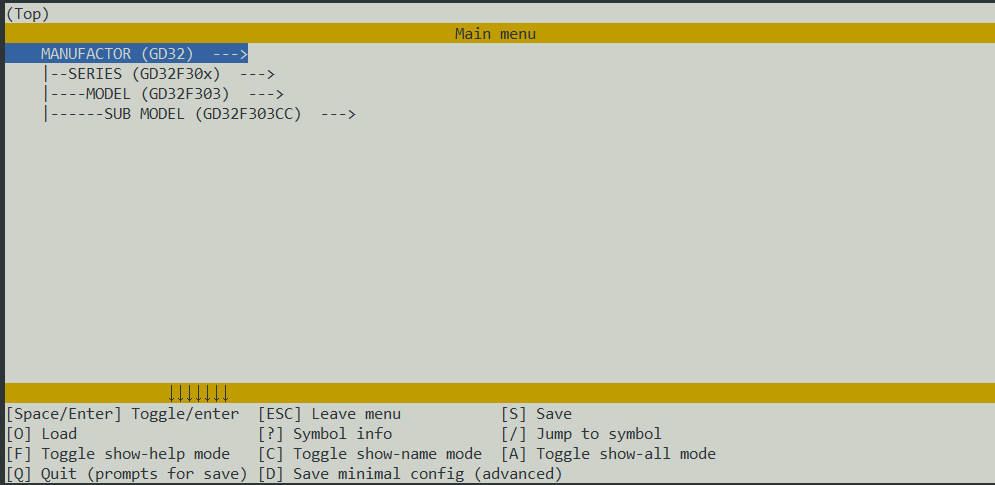 (Top)
Main menu
MANUFACTOR (GD32)  --->
|--SERIES (GD32F30x)  --->
|----MODEL (GD32F303)  --->
|------SUB MODEL (GD32F303CC)  --->
↓↓↓↓↓↓↓
[Space/Enter] Toggle/enter  [ESC] Leave menu           [S] Save
[O] Load                    [?] Symbol info            [/] Jump to symbol
[F] Toggle show-help mode   [C] Toggle show-name mode  [A] Toggle show-all mode
[Q] Quit (prompts for save) [D] Save minimal config (advanced)